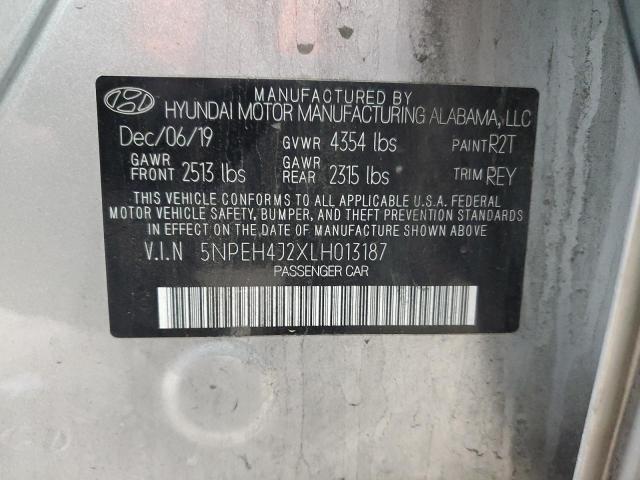 MANUFACTURED BY
HYUNDAI MOTOR MANUFACTURING ALABAMA, LLC
Dec/06/19 GVWR 4354 lbs PAINT R2T
GAWR FRONT 2513 lbs GAWR REAR 2315 lbs TRIM REY
THIS VEHICLE CONFORMS TO ALL APPLICABLE U.S.A. FEDERAL
MOTOR VEHICLE SAFETY, BUMPER, AND THEFT PREVENTION STANDARDS
IN EFFECT ON THE DATE OF MANUFACTURE SHOWN ABOVE.
V.I.N 5NPEH4J2XLH013187
PASSENGER CAR